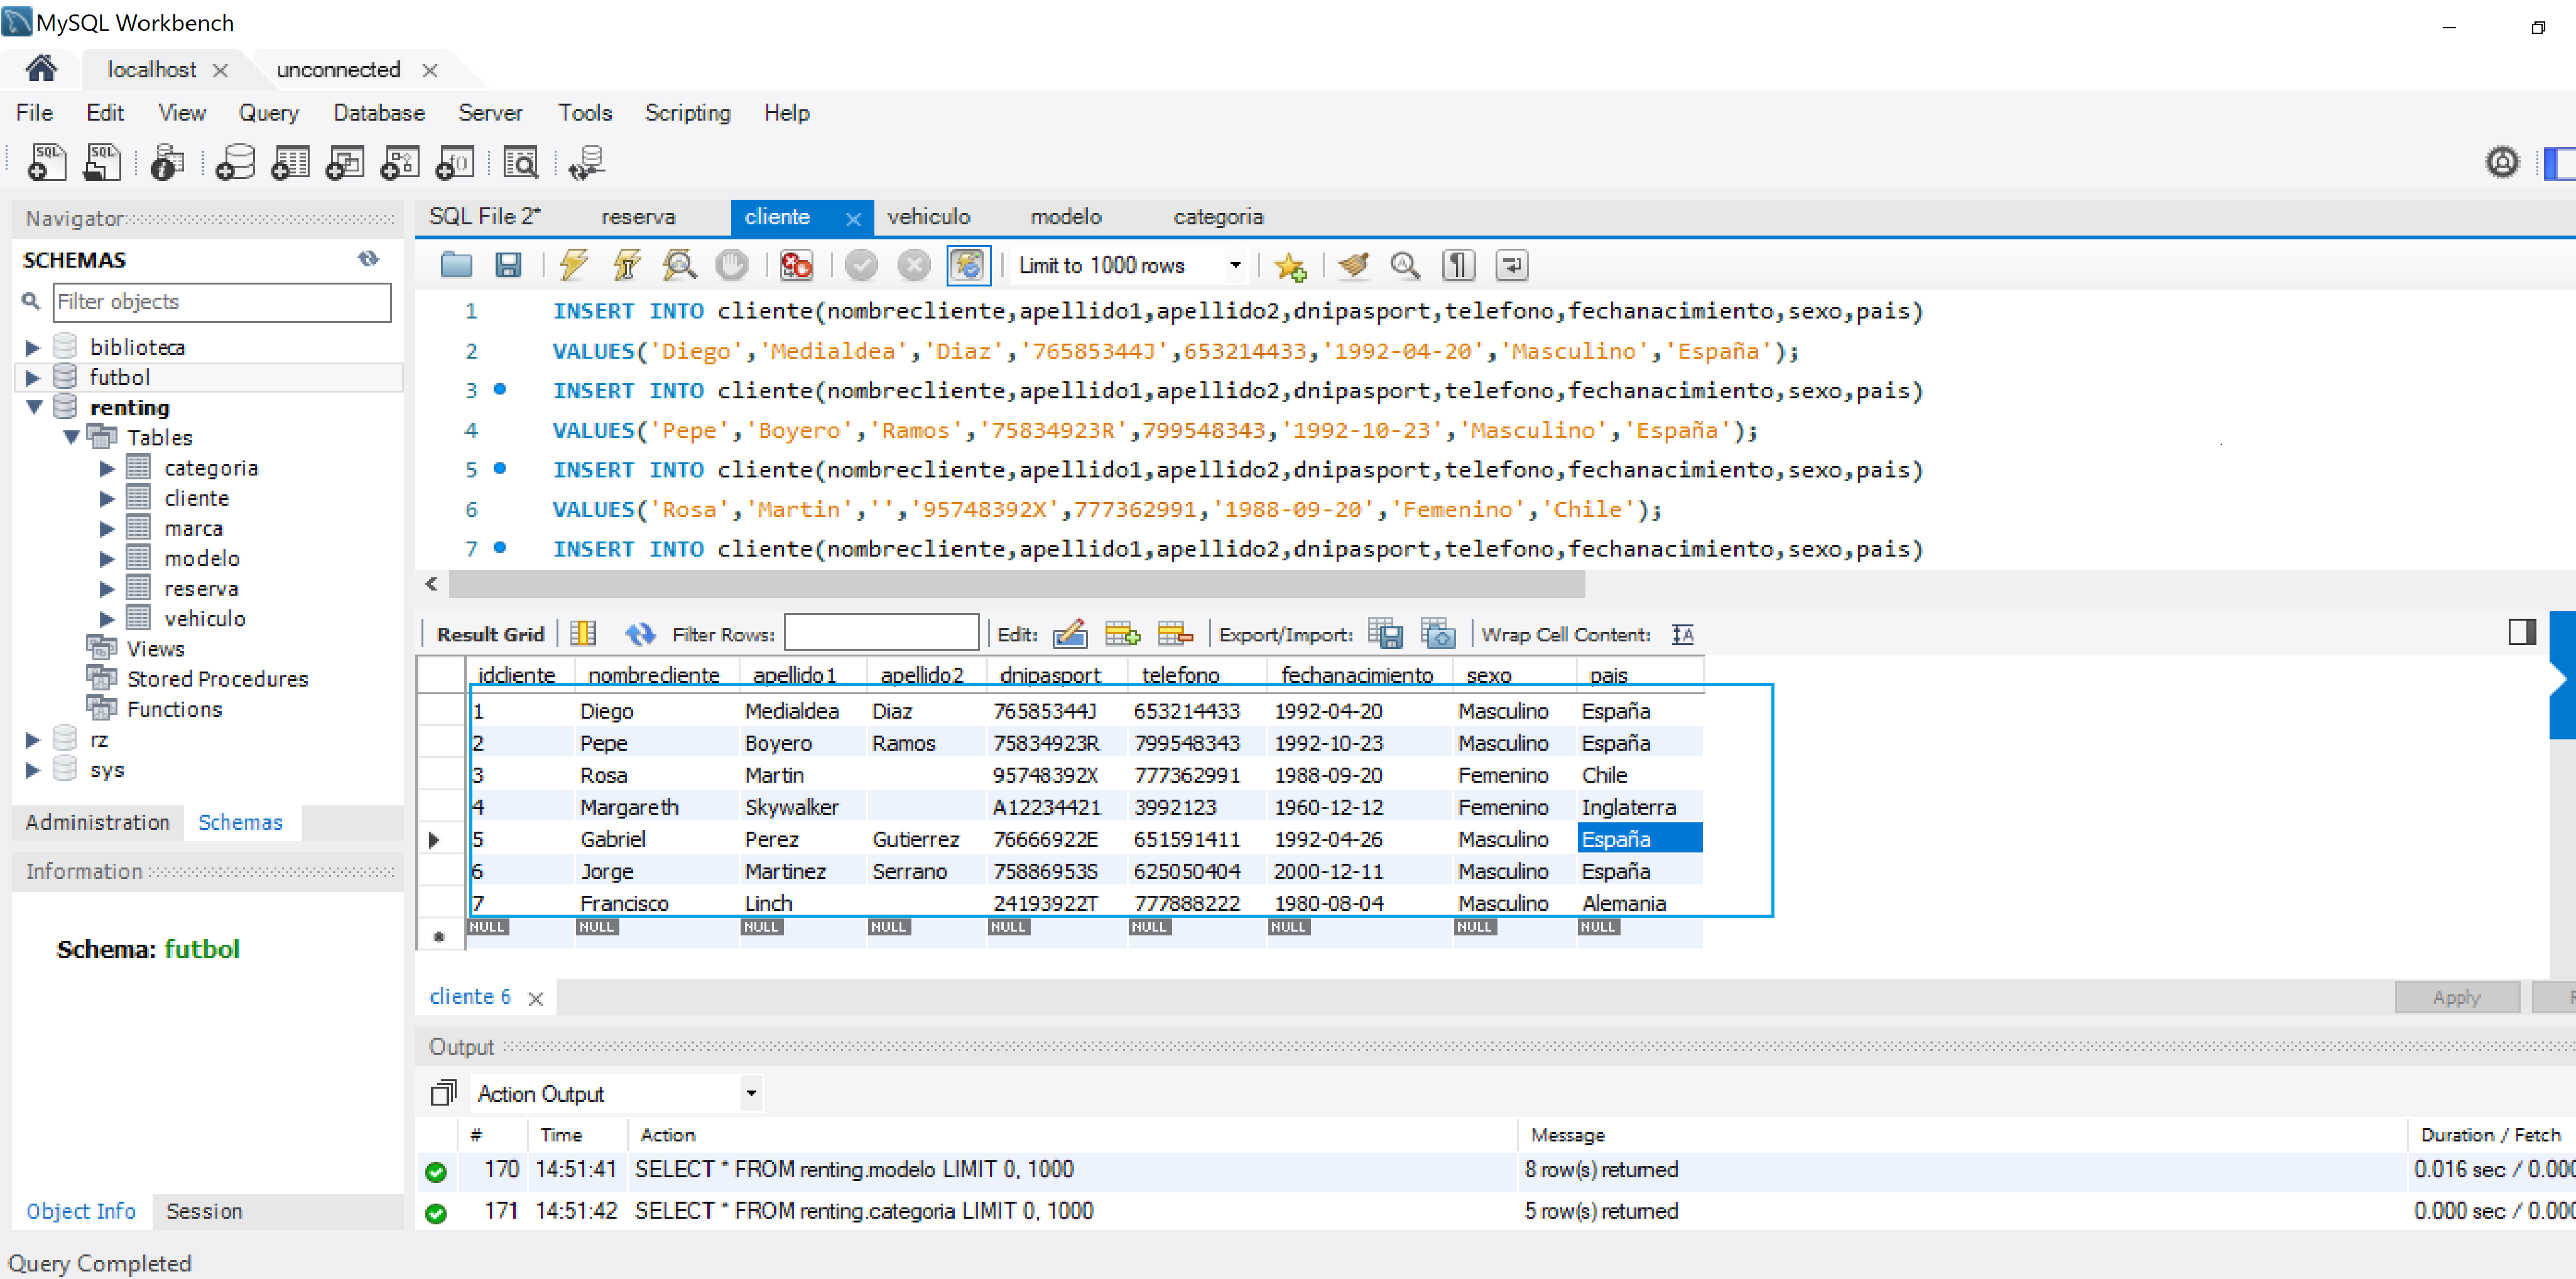 MySQL Workbench
localhost
unconnected
File Edit View Query Database Server Tools Scripting Help
Navigator
SCHEMAS
Filter objects
biblioteca
futbol
renting
Tables
categoria
cliente
marca
modelo
reserva
vehiculo
Views
Stored Procedures
Functions
rz
sys
Administration Schemas
Information
Schema: futbol
Object Info Session
SQL File 2* reserva cliente vehiculo modelo categoria
Limit to 1000 rows
1 INSERT INTO cliente(nombrecliente,apellido1,apellido2,dnipasport,telefono,fechanacimiento,sexo,pais)
2 VALUES('Diego','Medialdea','Diaz','76585344J',653214433,'1992-04-20','Masculino','España');
3 INSERT INTO cliente(nombrecliente,apellido1,apellido2,dnipasport,telefono,fechanacimiento,sexo,pais)
4 VALUES('Pepe','Boyero','Ramos','75834923R',799548343,'1992-10-23','Masculino','España');
5 INSERT INTO cliente(nombrecliente,apellido1,apellido2,dnipasport,telefono,fechanacimiento,sexo,pais)
6 VALUES('Rosa','Martin','','95748392X',777362991,'1988-09-20','Femenino','Chile');
7 INSERT INTO cliente(nombrecliente,apellido1,apellido2,dnipasport,telefono,fechanacimiento,sexo,pais)
Result Grid Filter Rows: Edit: Export/Import: Wrap Cell Content:
idcliente nombrecliente apellido1 apellido2 dnipasport telefono fechanacimiento sexo pais
1 Diego Medialdea Diaz 76585344J 653214433 1992-04-20 Masculino España
2 Pepe Boyero Ramos 75834923R 799548343 1992-10-23 Masculino España
3 Rosa Martin 95748392X 777362991 1988-09-20 Femenino Chile
4 Margareth Skywalker A12234421 3992123 1960-12-12 Femenino Inglaterra
5 Gabriel Perez Gutierrez 76666922E 651591411 1992-04-26 Masculino España
6 Jorge Martinez Serrano 75886953S 625050404 2000-12-11 Masculino España
7 Francisco Linch 24193922T 777888222 1980-08-04 Masculino Alemania
NULL NULL NULL NULL NULL NULL NULL NULL NULL
cliente 6
Apply
Output
Action Output
# Time Action Message Duration / Fetch
170 14:51:41 SELECT * FROM renting.modelo LIMIT 0, 1000 8 row(s) returned 0.016 sec / 0.000
171 14:51:42 SELECT * FROM renting.categoria LIMIT 0, 1000 5 row(s) returned 0.000 sec / 0.000
Query Completed